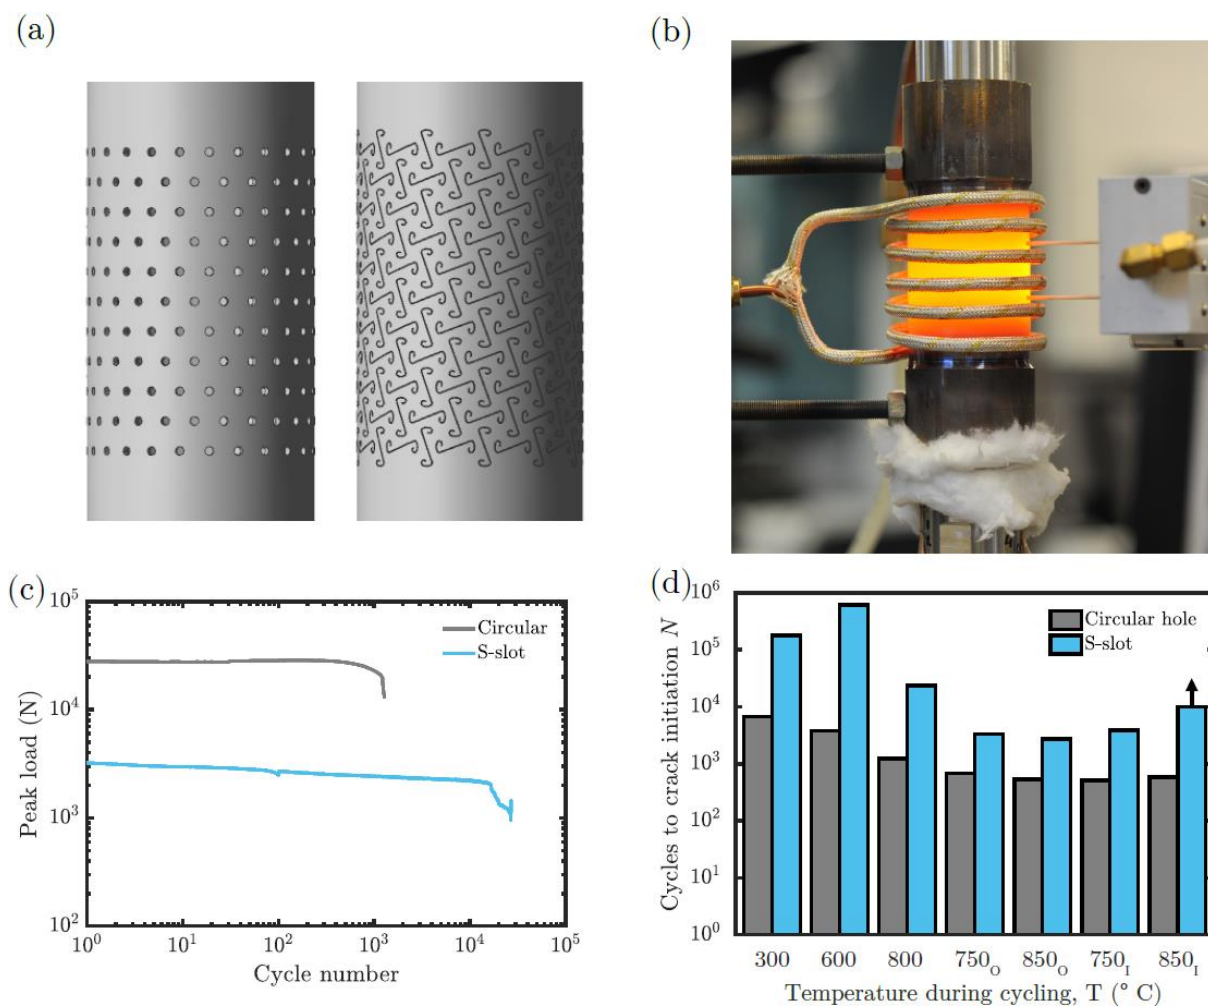 (a)
(b)
(c)
10^5
10^4
10^3
10^2
Peak load (N)
Circular
S-slot
10^0 10^1 10^2 10^3 10^4 10^5
Cycle number
(d)
10^6
10^5
10^4
10^3
10^2
10^1
10^0
Cycles to crack initiation N
Circular hole
S-slot
300 600 800 750_O 850_O 750_I 850_I
Temperature during cycling, T (° C)